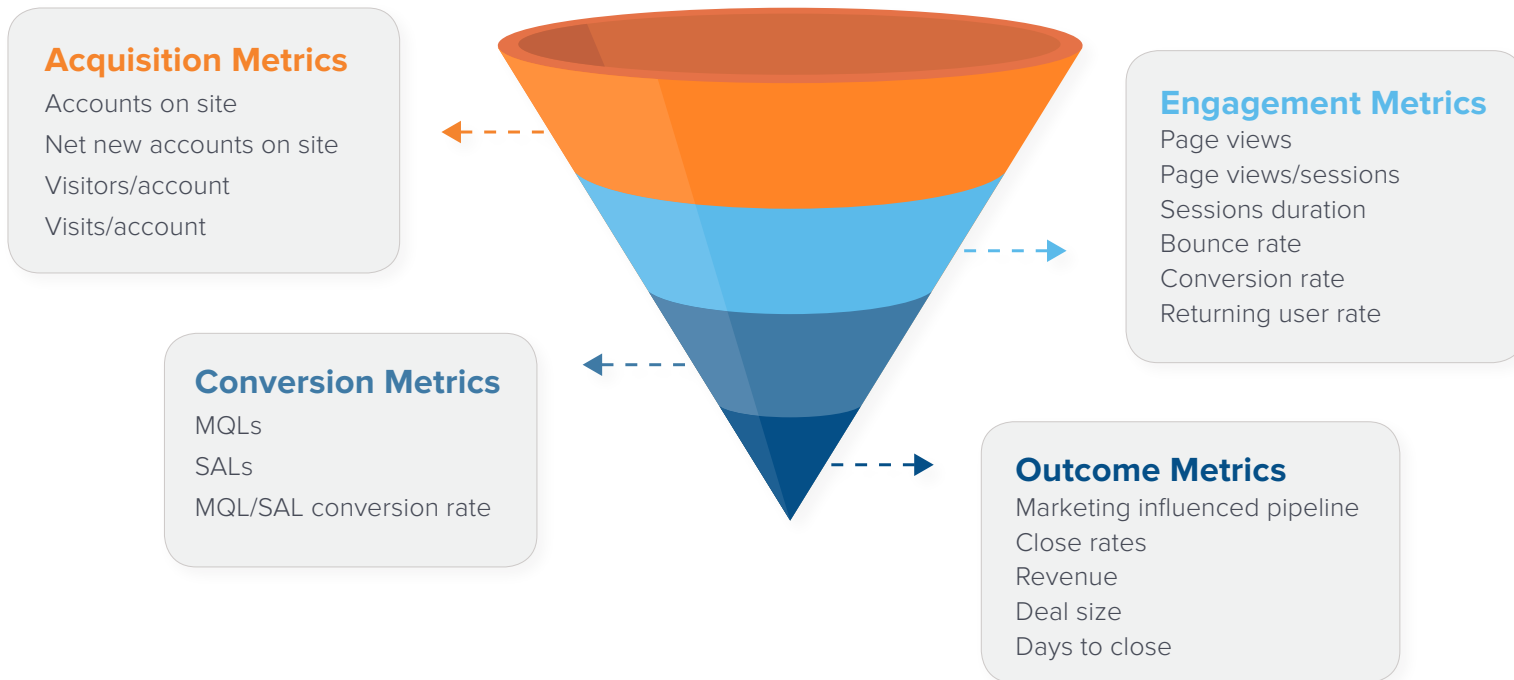 Acquisition Metrics
Accounts on site
Net new accounts on site
Visitors/account
Visits/account
Engagement Metrics
Page views
Page views/sessions
Sessions duration
Bounce rate
Conversion rate
Returning user rate
Conversion Metrics
MQLs
SALs
MQL/SAL conversion rate
Outcome Metrics
Marketing influenced pipeline
Close rates
Revenue
Deal size
Days to close